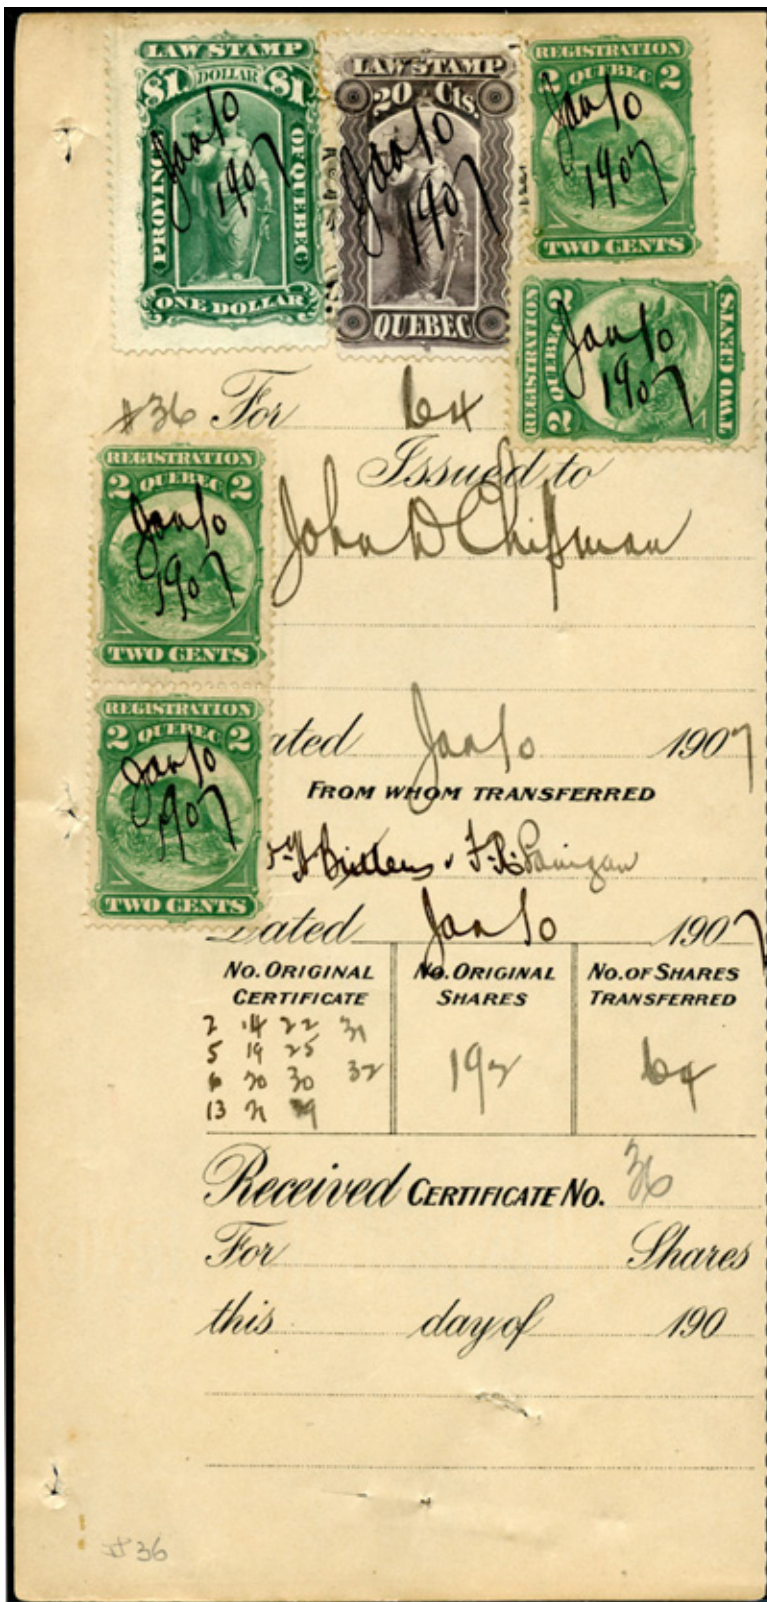 LAW STAMP
$1 DOLLAR $1
PROVINCE OF QUEBEC
Jan 10
1907
ONE DOLLAR
LAW STAMP
20 Cts.
Jan 10
1907
QUEBEC
REGISTRATION
2 QUEBEC 2
Jan 10
1907
TWO CENTS
REGISTRATION
2 QUEBEC 2
Jan 10
1907
TWO CENTS
#36 For 64
Issued to
John D Chipman
REGISTRATION
2 QUEBEC 2
Jan 10
1907
TWO CENTS
REGISTRATION
2 QUEBEC 2
Jan 10
1907
TWO CENTS
ated Jan 10 1907
FROM WHOM TRANSFERRED
Dated Jan 10 1907
NO. ORIGINAL CERTIFICATE
NO. ORIGINAL SHARES
NO. OF SHARES TRANSFERRED
2 14 22 31
5 19 25
6 20 30 32
13 21
192
64
Received CERTIFICATE NO. 36
For Shares
this day of 190
#36